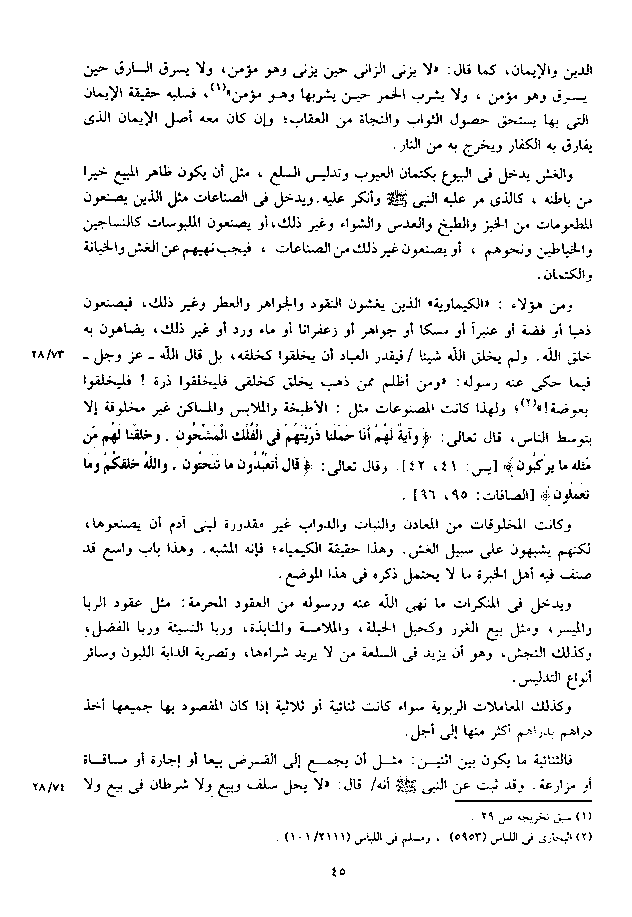 الدين والإيمان، كما قال: «لا يزنى الزانى حين يزنى وهو مؤمن، ولا يسرق السارق حين
يسرق وهو مؤمن ، ولا يشرب الخمر حين يشربها وهو مؤمن»(١)، فسلبه حقيقة الإيمان
التى بها يستحق حصول الثواب والنجاة من العقاب؛ وإن كان معه أصل الإيمان الذى
يفارق به الكفار ويخرج به من النار.
والغش يدخل فى البيوع بكتمان العيوب وتدليس السلع ، مثل أن يكون ظاهر المبيع خيرا
من باطنه ، كالذى مر عليه النبى ﷺ وأنكر عليه. ويدخل فى الصناعات مثل الذين يصنعون
المطعومات من الخبز والطبخ والعدس والشواء وغير ذلك، أو يصنعون الملبوسات كالنساجين
والخياطين ونحوهم ، أو يصنعون غير ذلك من الصناعات ، فيجب نهيهم عن الغش والخيانة
والكتمان.
ومن هؤلاء : «الكيماوية» الذين يغشون النقود والجواهر والعطر وغير ذلك، فيصنعون
ذهبا أو فضة أو عنبراً أو مسكا أو جواهر أو زعفرانا أو ماء ورد أو غير ذلك، يضاهون به
خلق الله. ولم يخلق الله شيئا /فيقدر العباد أن يخلقوا كخلقه، بل قال الله ـ عز وجل ـ
٢٨/٧٣
فيما حكى عنه رسوله: «ومن أظلم ممن ذهب يخلق كخلقى فليخلقوا ذرة ! فليخلقوا
بعوضة!»(٢)؛ ولهذا كانت المصنوعات مثل : الأطبخة والملابس والمساكن غير مخلوقة إلا
بتوسط الناس، قال تعالى: ﴿وَآيَةٌ لَّهُمْ أَنَّا حَمَلْنَا ذُرِّيَّتَهُمْ فِي الْفُلْكِ الْمَشْحُونِ . وَخَلَقْنَا لَهُم مِّن
مِّثْلِهِ مَا يَرْكَبُونَ﴾ [يس: ٤١، ٤٢]. وقال تعالى: ﴿قَالَ أَتَعْبُدُونَ مَا تَنْحِتُونَ . وَاللَّهُ خَلَقَكُمْ وَمَا
تَعْمَلُونَ﴾ [الصافات: ٩٥، ٩٦] .
وكانت المخلوقات من المعادن والنبات والدواب غير مقدورة لبنى آدم أن يصنعوها،
لكنهم يشبهون على سبيل الغش. وهذا حقيقة الكيمياء؛ فإنه المشبه. وهذا باب واسع قد
صنف فيه أهل الخبرة ما لا يحتمل ذكره فى هذا الموضع.
ويدخل فى المنكرات ما نهى الله عنه ورسوله من العقود المحرمة: مثل عقود الربا
والميسر، ومثل بيع الغرر وكحبل الحبلة، والملامسة والمنابذة، وربا النسيئة وربا الفضل،
وكذلك النجش، وهو أن يزيد فى السلعة من لا يريد شراءها، وتصرية الدابة اللبون وسائر
أنواع التدليس.
وكذلك المعاملات الربوية سواء كانت ثنائية أو ثلاثية إذا كان المقصود بها جميعها أخذ
دراهم بدراهم أكثر منها إلى أجل.
فالثنائية ما يكون بين اثنين: مثل أن يجمع إلى القرض بيعا أو إجارة أو مساقاة
أو مزارعة. وقد ثبت عن النبى ﷺ أنه/ قال: «لا يحل سلف وبيع ولا شرطان فى بيع ولا
٢٨/٧٤
(١) سبق تخريجه ص ٢٩ .
(٢) البخارى فى اللباس (٥٩٥٣) ، ومسلم فى اللباس (١٠١/٢١١١) .
٤٥